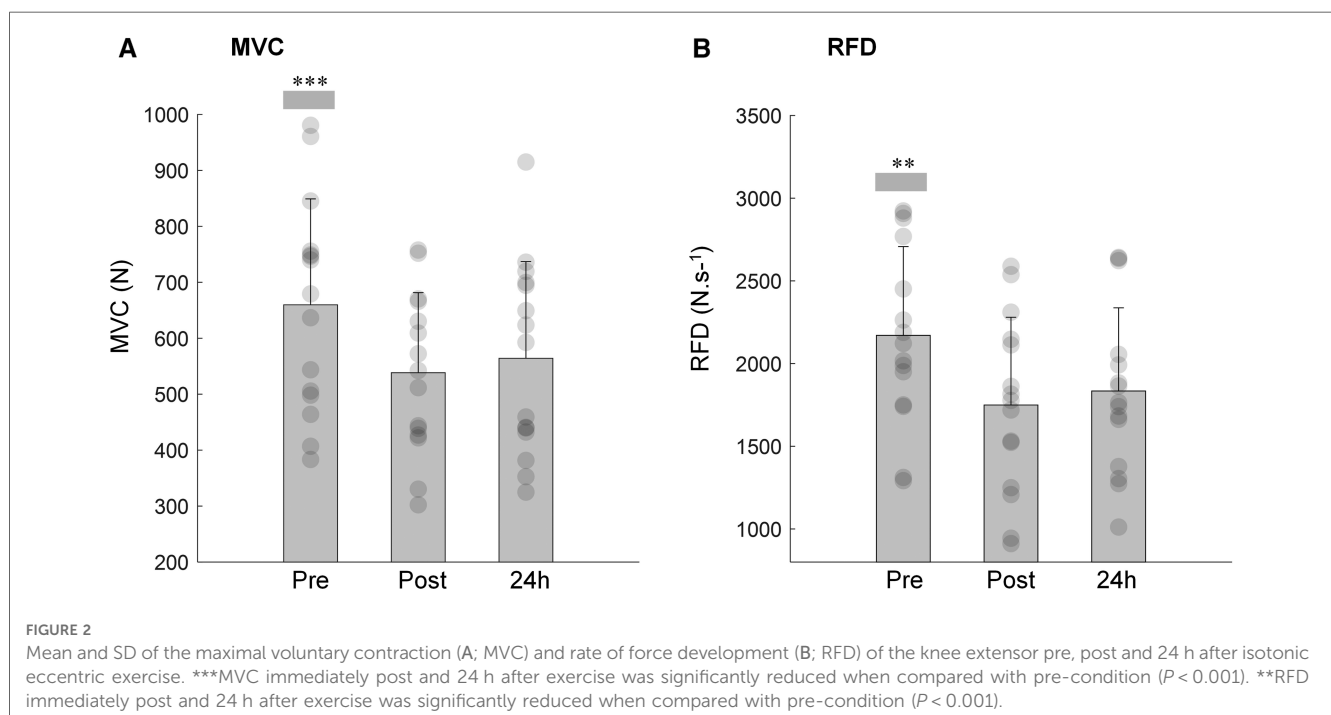 A MVC
***
1000
900
800
700
600
500
400
300
200
MVC (N)
Pre Post 24h
B RFD
**
3500
3000
2500
2000
1500
1000
RFD (N.s-1)
Pre Post 24h
FIGURE 2
Mean and SD of the maximal voluntary contraction (A; MVC) and rate of force development (B; RFD) of the knee extensor pre, post and 24 h after isotonic
eccentric exercise. ***MVC immediately post and 24 h after exercise was significantly reduced when compared with pre-condition (P < 0.001). **RFD
immediately post and 24 h after exercise was significantly reduced when compared with pre-condition (P < 0.001).